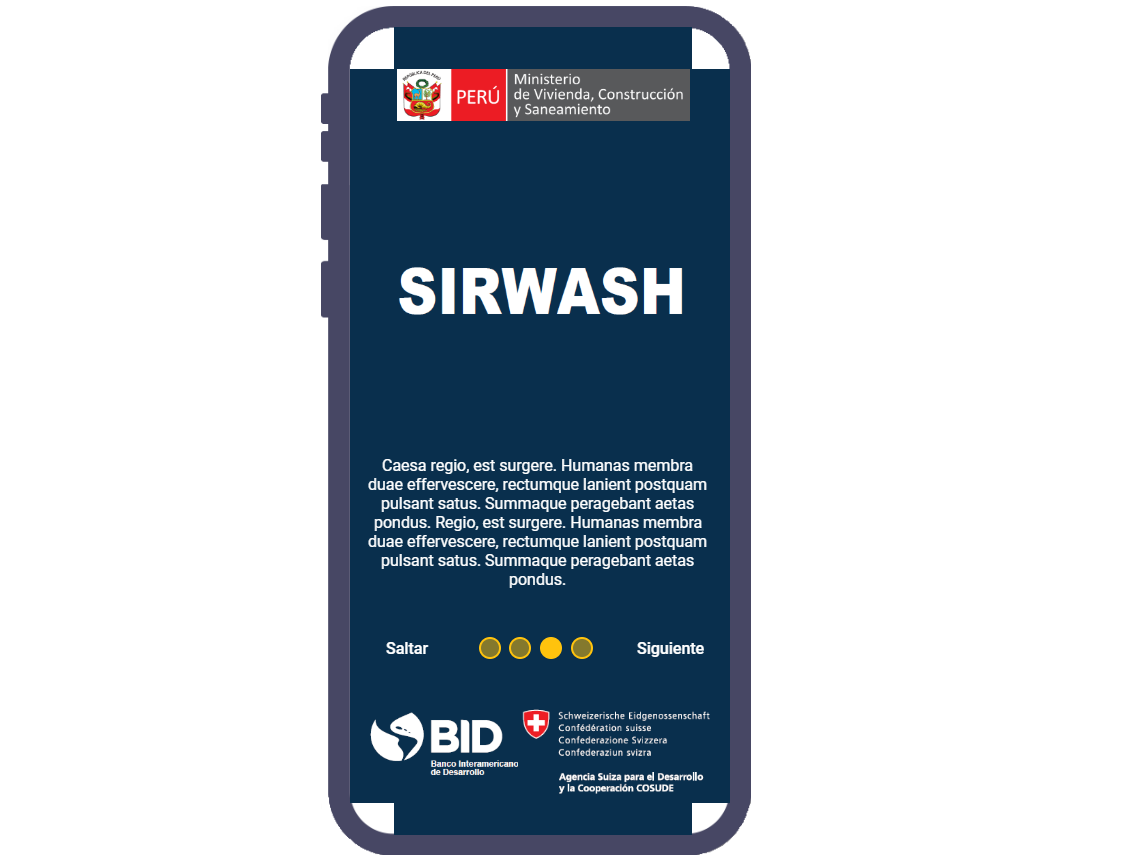 REPÚBLICA DEL PERÚ
PERÚ
Ministerio
de Vivienda, Construcción
y Saneamiento
SIRWASH
Caesa regio, est surgere. Humanas membra
duae effervescere, rectumque lanient postquam
pulsant satus. Summaque peragebant aetas
pondus. Regio, est surgere. Humanas membra
duae effervescere, rectumque lanient postquam
pulsant satus. Summaque peragebant aetas
pondus.
Saltar
Siguiente
BID
Banco Interamericano
de Desarrollo
Schweizerische Eidgenossenschaft
Confédération suisse
Confederazione Svizzera
Confederaziun svizra
Agencia Suiza para el Desarrollo
y la Cooperación COSUDE